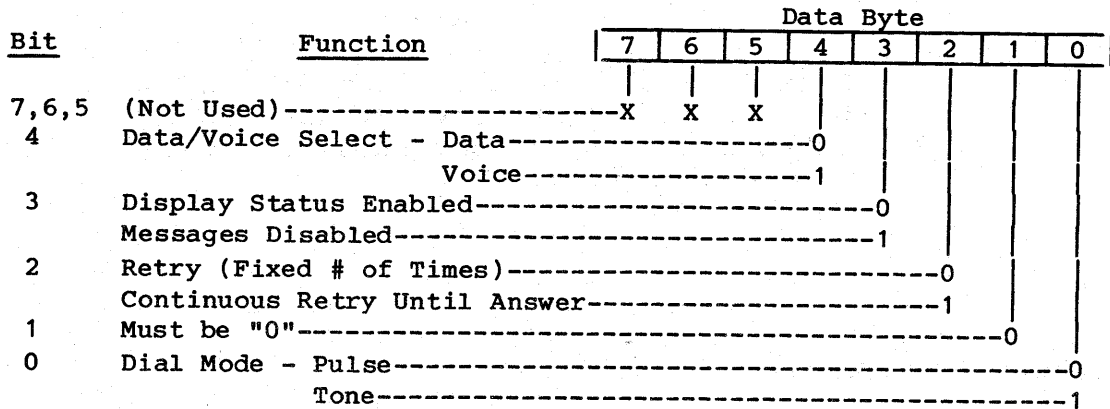 Data Byte
Bit Function | 7 | 6 | 5 | 4 | 3 | 2 | 1 | 0 |
7,6,5 (Not Used)---------------------X X X
4 Data/Voice Select - Data-------------------0
Voice------------------1
3 Display Status Enabled-------------------------0
Messages Disabled------------------------------1
2 Retry (Fixed # of Times)---------------------------0
Continuous Retry Until Answer----------------------1
1 Must be "0"--------------------------------------------0
0 Dial Mode - Pulse------------------------------------------0
Tone-------------------------------------------1